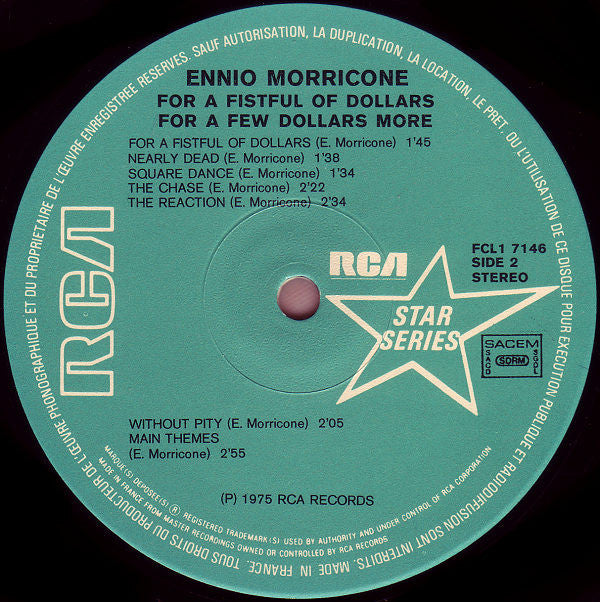 ENNIO MORRICONE
FOR A FISTFUL OF DOLLARS
FOR A FEW DOLLARS MORE
FOR A FISTFUL OF DOLLARS (E. Morricone) 1'45
NEARLY DEAD (E. Morricone) 1'38
SQUARE DANCE (E. Morricone) 1'34
THE CHASE (E. Morricone) 2'22
THE REACTION (E. Morricone) 2'34
RCA
RCA
STAR
SERIES
FCL1 7146
SIDE 2
STEREO
SACEM
SACD
SDRM
SGDL
WITHOUT PITY (E. Morricone) 2'05
MAIN THEMES
(E. Morricone) 2'55
(P) 1975 RCA RECORDS
MARQUE(S) DEPOSEE(S) ® REGISTERED TRADEMARK(S) USED BY AUTHORITY AND UNDER CONTROL OF RCA CORPORATION
MADE IN FRANCE FROM MASTER RECORDINGS OWNED OR CONTROLLED BY RCA RECORDS
TOUS DROITS DU PRODUCTEUR DE L'ŒUVRE PHONOGRAPHIQUE ET DU PROPRIETAIRE DE L'ŒUVRE ENREGISTREE RESERVES. SAUF AUTORISATION, LA DUPLICATION, LA LOCATION, LE PRET, OU L'UTILISATION DE CE DISQUE POUR EXECUTION PUBLIQUE ET RADIODIFFUSION SONT INTERDITS. MADE IN FRANCE.